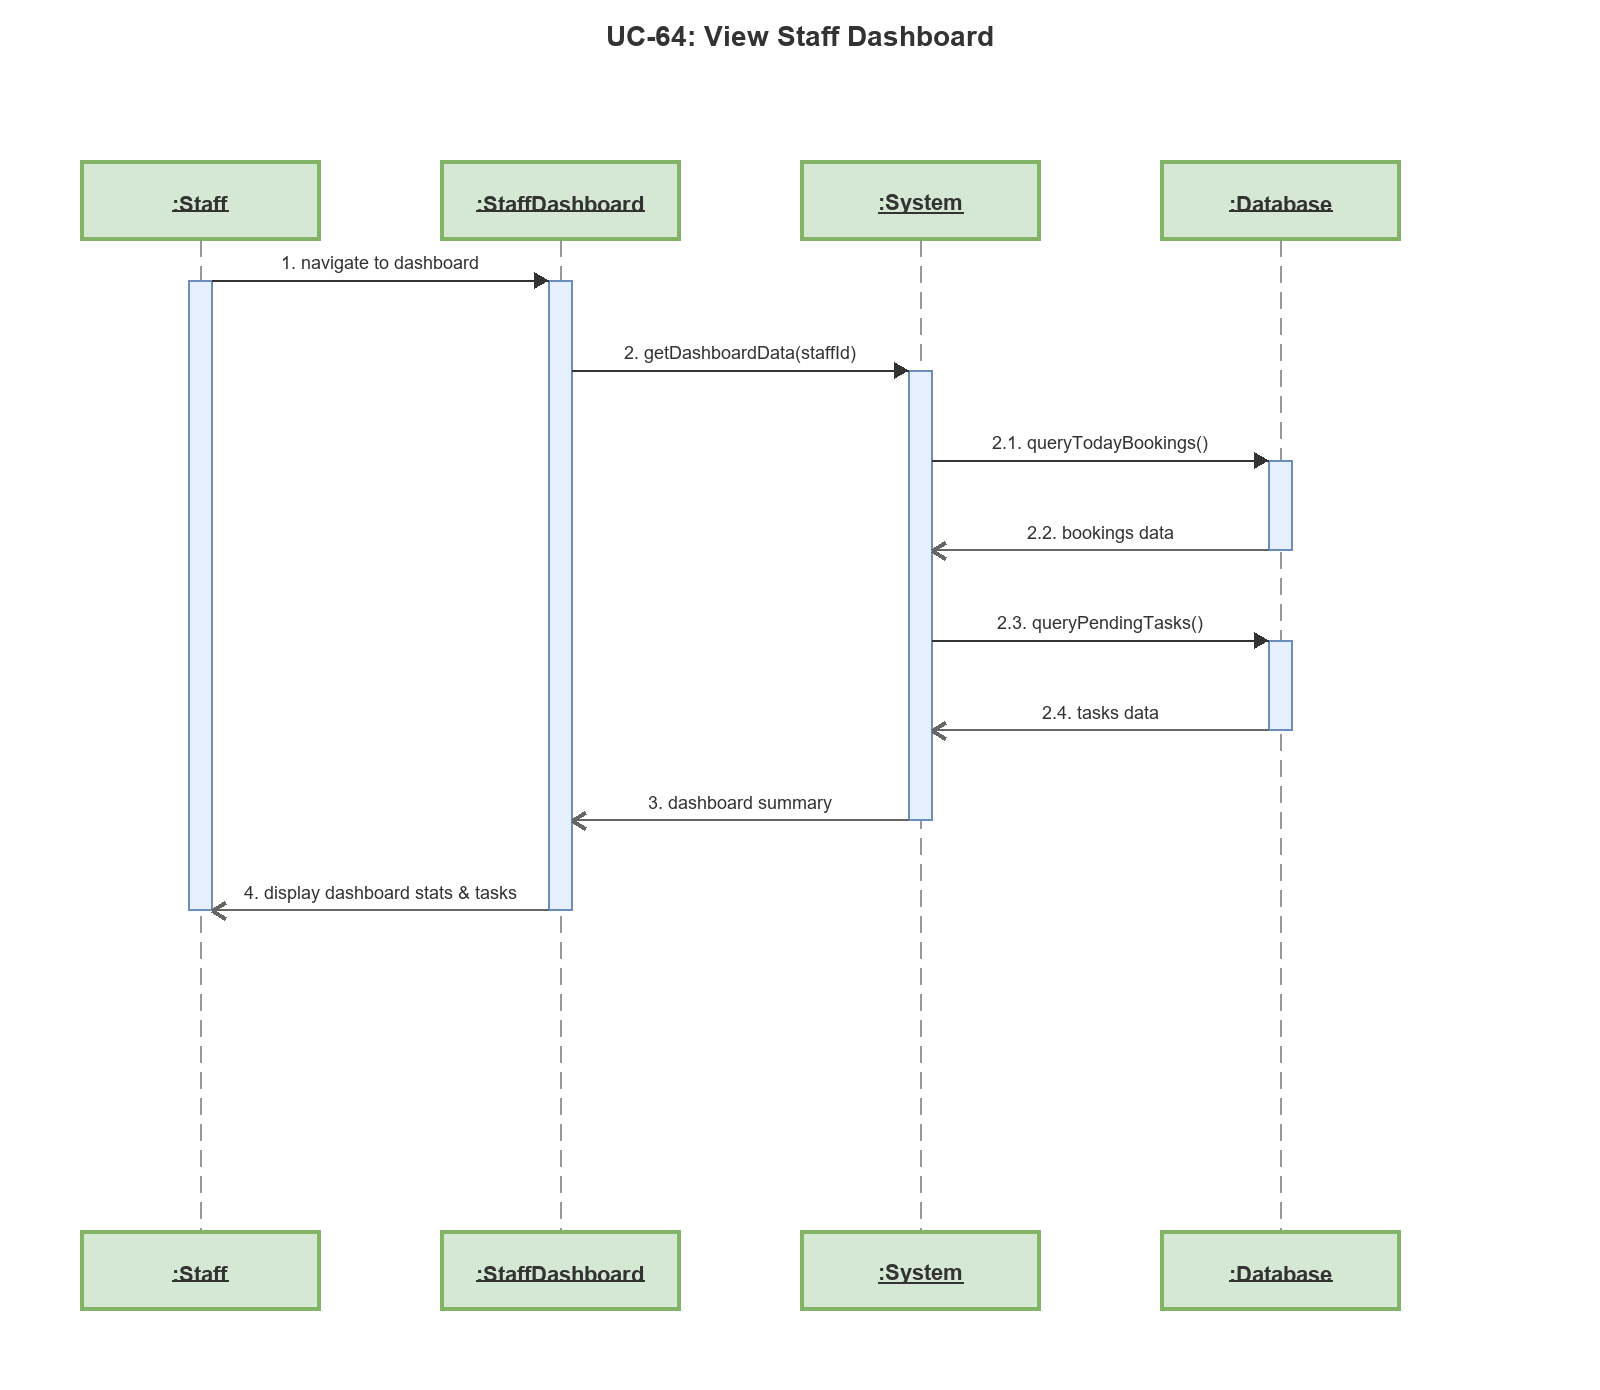 UC-64: View Staff Dashboard
:Staff
:StaffDashboard
:System
:Database
1. navigate to dashboard
2. getDashboardData(staffId)
2.1. queryTodayBookings()
2.2. bookings data
2.3. queryPendingTasks()
2.4. tasks data
3. dashboard summary
4. display dashboard stats & tasks
:Staff
:StaffDashboard
:System
:Database